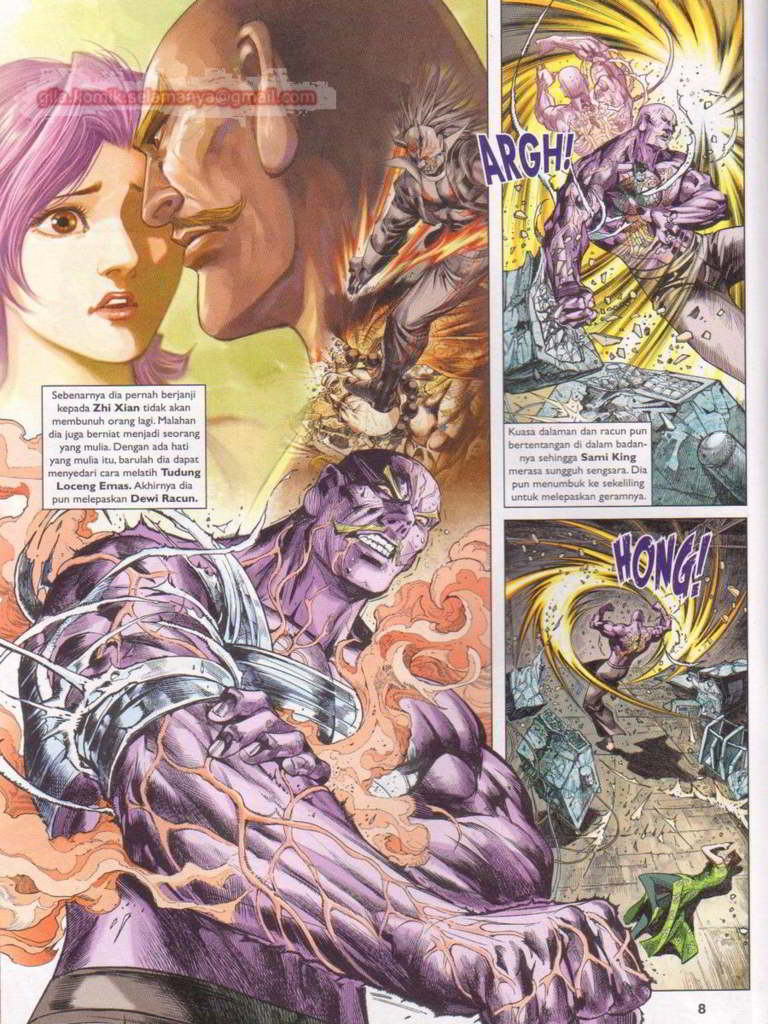 gila.komik.selamanya@gmail.com
Sebenarnya dia pernah berjanji
kepada Zhi Xian tidak akan
membunuh orang lagi. Malahan
dia juga berniat menjadi seorang
yang mulia. Dengan ada hati
yang mulia itu, barulah dia dapat
menyedari cara melatih Tudung
Loceng Emas. Akhirnya dia
pun melepaskan Dewi Racun.
ARGH!
Kuasa dalaman dan racun pun
bertentangan di dalam badan-
nya sehingga Sami King
merasa sungguh sengsara. Dia
pun menumbuk ke sekeliling
untuk melepaskan geramnya.
HONG!
8